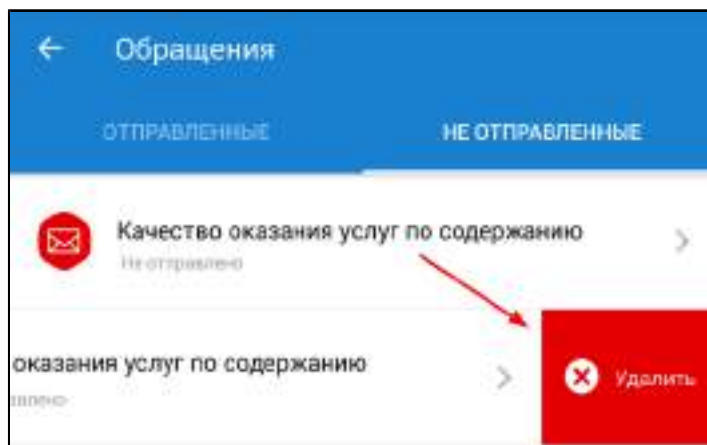 Обращения
ОТПРАВЛЕННЫЕ
НЕ ОТПРАВЛЕННЫЕ
Качество оказания услуг по содержанию
Не отправлено
оказания услуг по содержанию
Удалить